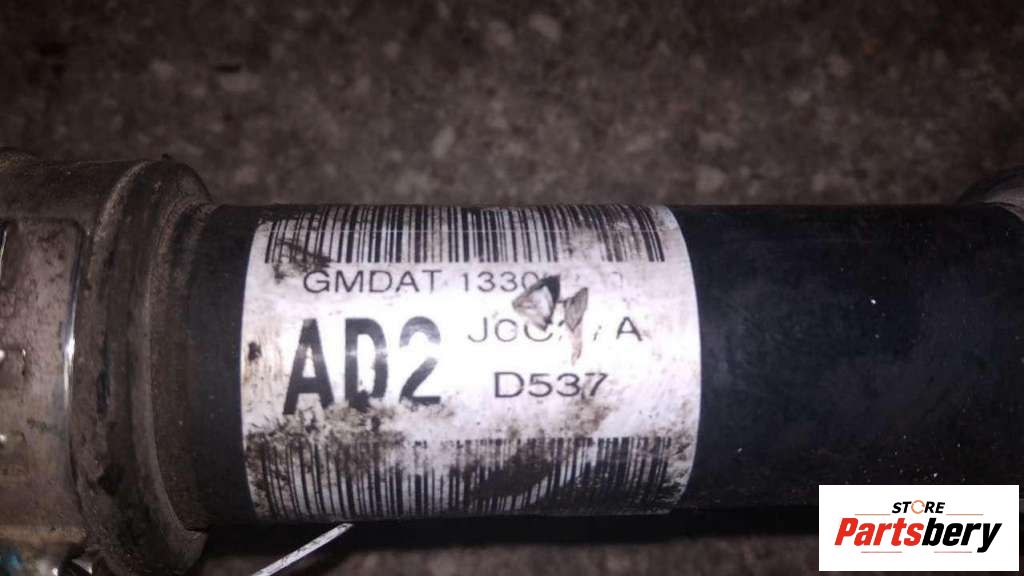 GMDAT
AD2
D537
STORE
Partsbery